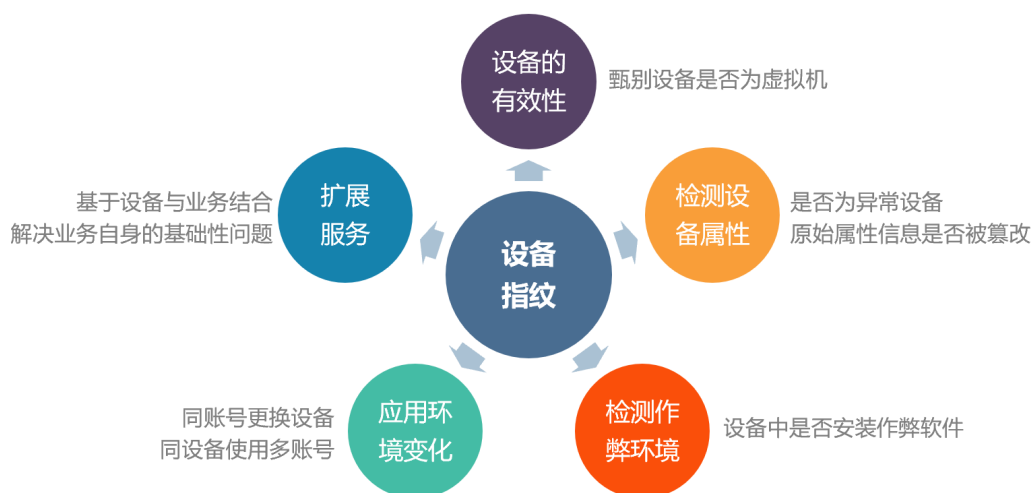 设备的
有效性
甄别设备是否为虚拟机
扩展
服务
基于设备与业务结合
解决业务自身的基础性问题
检测设
备属性
是否为异常设备
原始属性信息是否被篡改
设备
指纹
应用环
境变化
同账号更换设备
同设备使用多账号
检测作
弊环境
设备中是否安装作弊软件